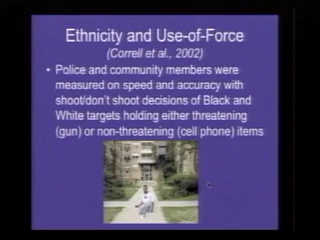 Ethnicity and Use-of-Force
(Correll et al., 2002)
• Police and community members were
measured on speed and accuracy with
shoot/don't shoot decisions of Black and
White targets holding either threatening
(gun) or non-threatening (cell phone) items